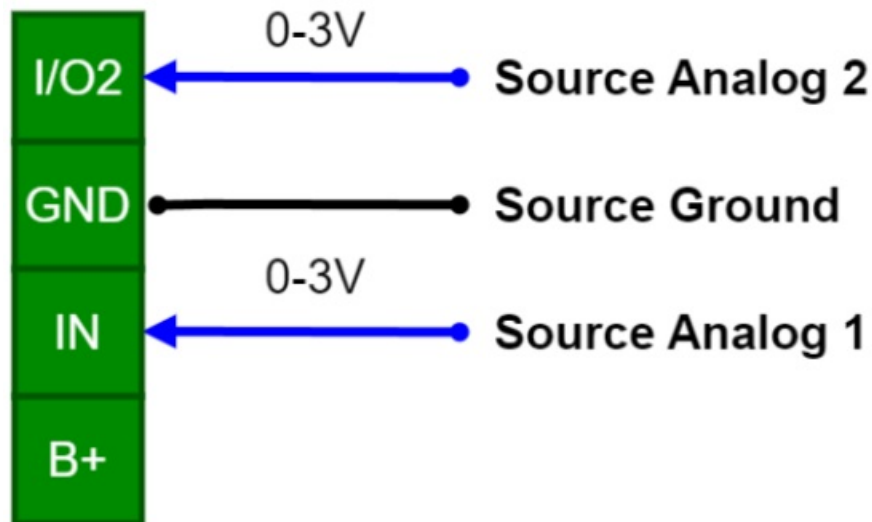 0-3V
I/O2 Source Analog 2
GND Source Ground
0-3V
IN Source Analog 1
B+